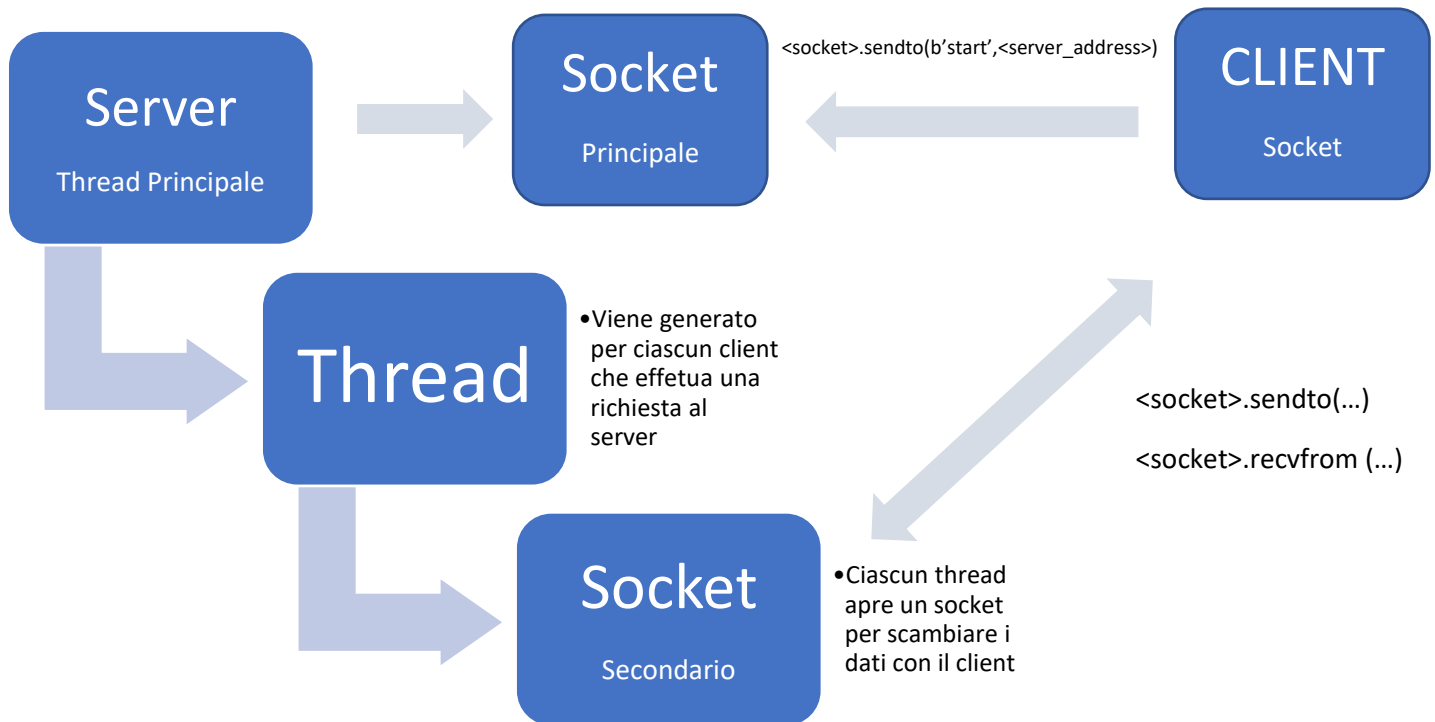 Server
Thread Principale
Socket
Principale
<socket>.sendto(b’start’,<server_address>)
CLIENT
Socket
Thread
•Viene generato
per ciascun client
che effetua una
richiesta al
server
<socket>.sendto(…)
<socket>.recvfrom (…)
Socket
Secondario
•Ciascun thread
apre un socket
per scambiare i
dati con il client